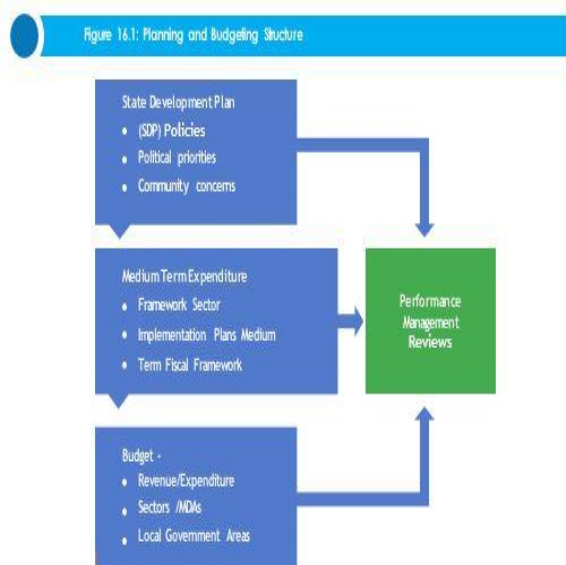 Figure 16.1: Planning and Budgeting Structure
State Development Plan
• (SDP) Policies
• Political priorities
• Community concerns
Medium Term Expenditure
• Framework Sector
• Implementation Plans Medium
• Term Fiscal Framework
Performance
Management
Reviews
Budget -
• Revenue/Expenditure
• Sectors /MDAs
• Local Government Areas